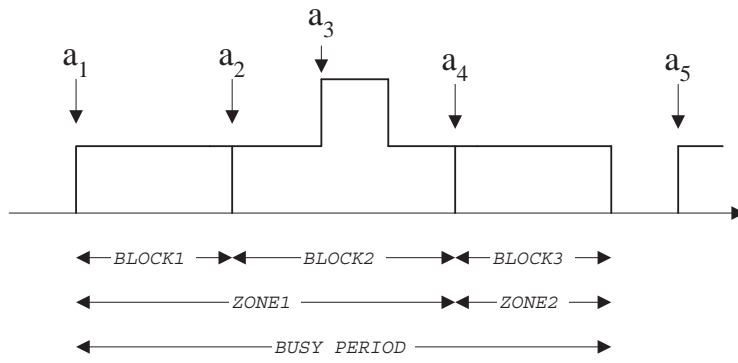 a3
a1 a2 a4 a5
BLOCK1 BLOCK2 BLOCK3
ZONE1 ZONE2
BUSY PERIOD